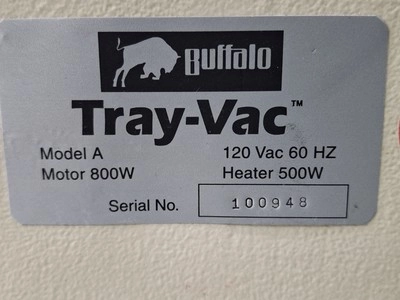 Buffalo
Tray-Vac™
Model A 120 Vac 60 HZ
Motor 800W Heater 500W
Serial No. 100948